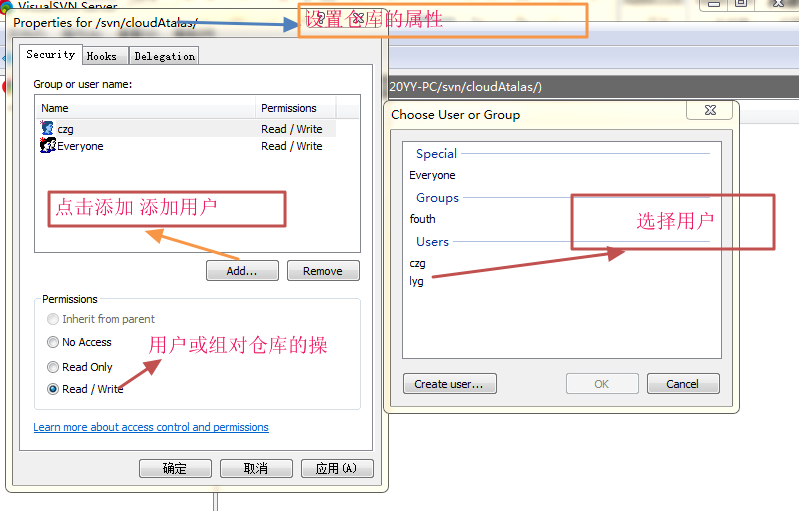 VisualSVN Server
Properties for /svn/cloudAtalas/
设置仓库的属性
Security
Hooks
Delegation
Group or user name:
Name
Permissions
czg
Read / Write
Everyone
Read / Write
点击添加 添加用户
Add...
Remove
Permissions
Inherit from parent
No Access
Read Only
Read / Write
用户或组对仓库的操
Learn more about access control and permissions
确定
取消
应用(A)
20YY-PC/svn/cloudAtalas/)
Choose User or Group
Special
Everyone
Groups
fouth
选择用户
Users
czg
lyg
Create user...
OK
Cancel